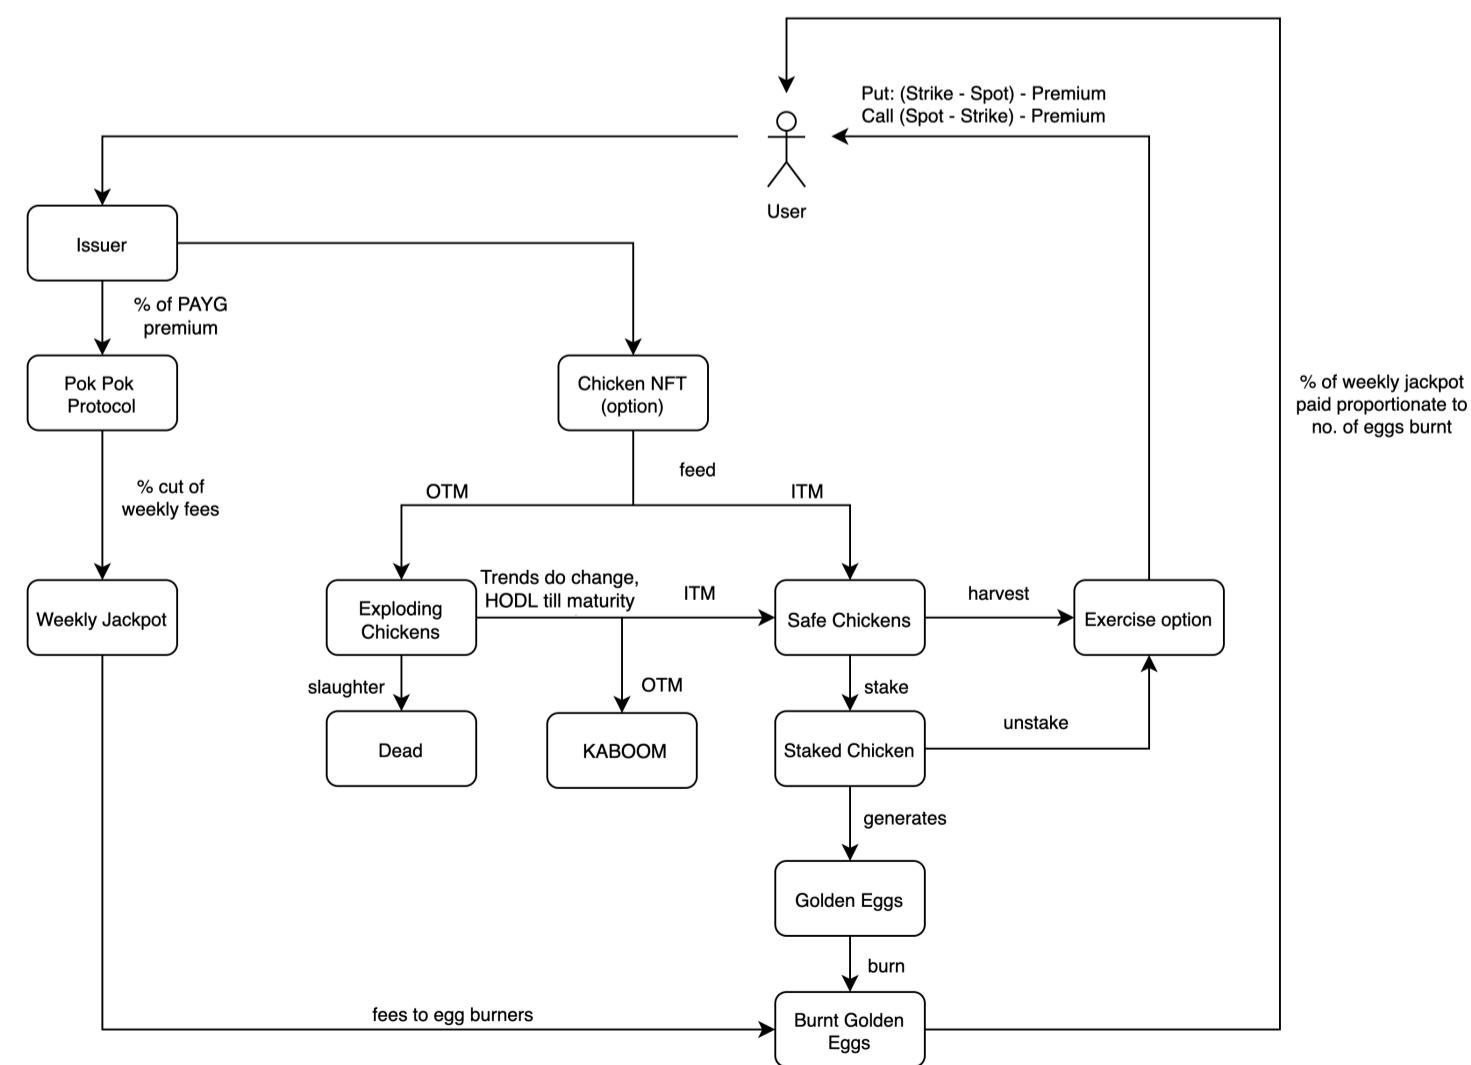 Put: (Strike - Spot) - Premium
Call (Spot - Strike) - Premium
User
Issuer
% of PAYG
premium
Pok Pok
Protocol
Chicken NFT
(option)
% of weekly jackpot
paid proportionate to
no. of eggs burnt
feed
OTM
ITM
% cut of
weekly fees
Trends do change,
HODL till maturity
ITM
harvest
Weekly Jackpot
Exploding
Chickens
Safe Chickens
Exercise option
slaughter
OTM
stake
unstake
Dead
KABOOM
Staked Chicken
generates
Golden Eggs
burn
fees to egg burners
Burnt Golden
Eggs